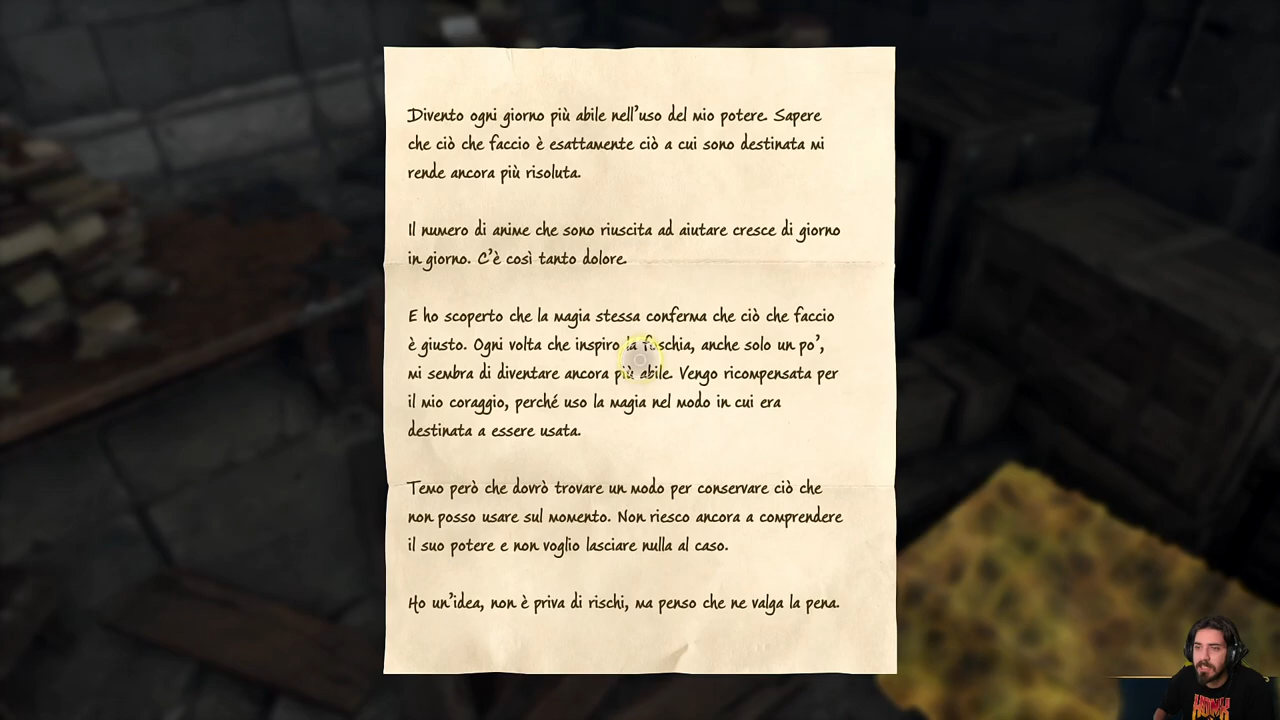 Divento ogni giorno più abile nell'uso del mio potere. Sapere
che ciò che faccio è esattamente ciò a cui sono destinata mi
rende ancora più risoluta.
Il numero di anime che sono riuscita ad aiutare cresce di giorno
in giorno. C'è così tanto dolore.
E ho scoperto che la magia stessa conferma che ciò che faccio
è giusto. Ogni volta che inspiro la foschia, anche solo un po',
mi sembra di diventare ancora più abile. Vengo ricompensata per
il mio coraggio, perché uso la magia nel modo in cui era
destinata a essere usata.
Temo però che dovrò trovare un modo per conservare ciò che
non posso usare sul momento. Non riesco ancora a comprendere
il suo potere e non voglio lasciare nulla al caso.
Ho un'idea, non è priva di rischi, ma penso che ne valga la pena.